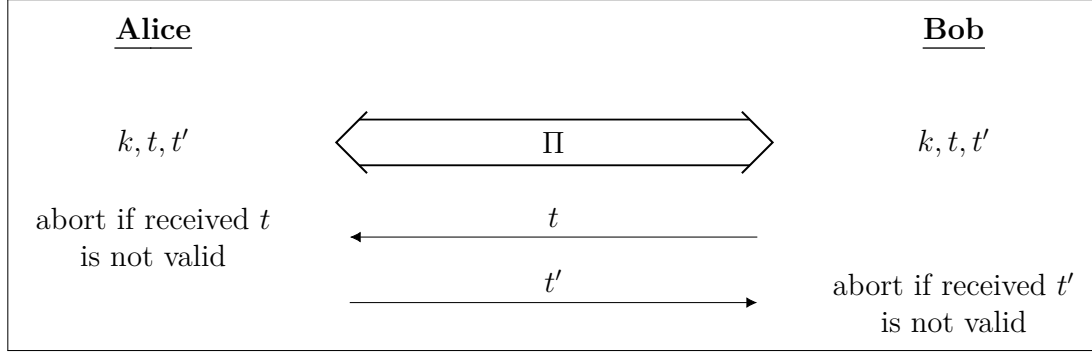 Alice
Bob
k, t, t′
Π
k, t, t′
abort if received t
is not valid
t
t′
abort if received t′
is not valid